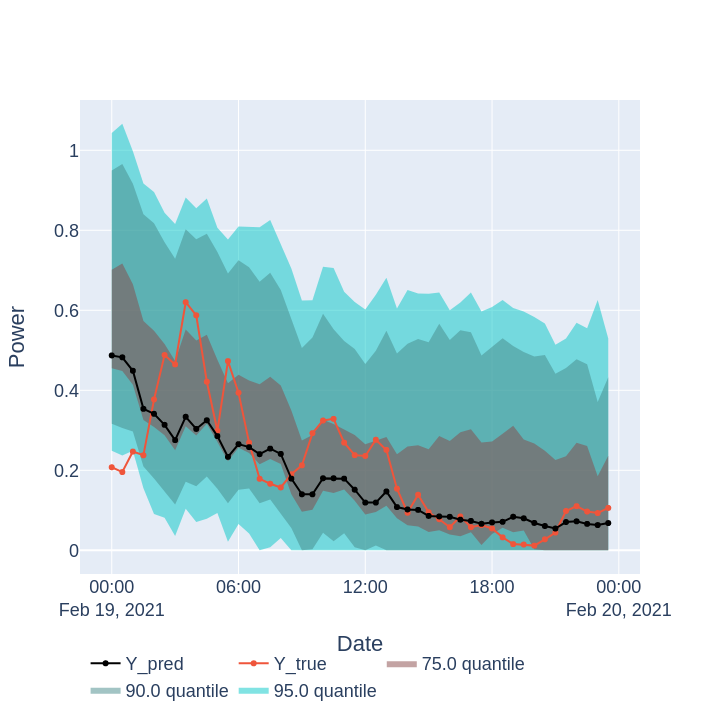 1
0.8
0.6
0.4
0.2
0
Power
00:00 06:00 12:00 18:00 00:00
Feb 19, 2021 Feb 20, 2021
Date
Y_pred Y_true 75.0 quantile
90.0 quantile 95.0 quantile